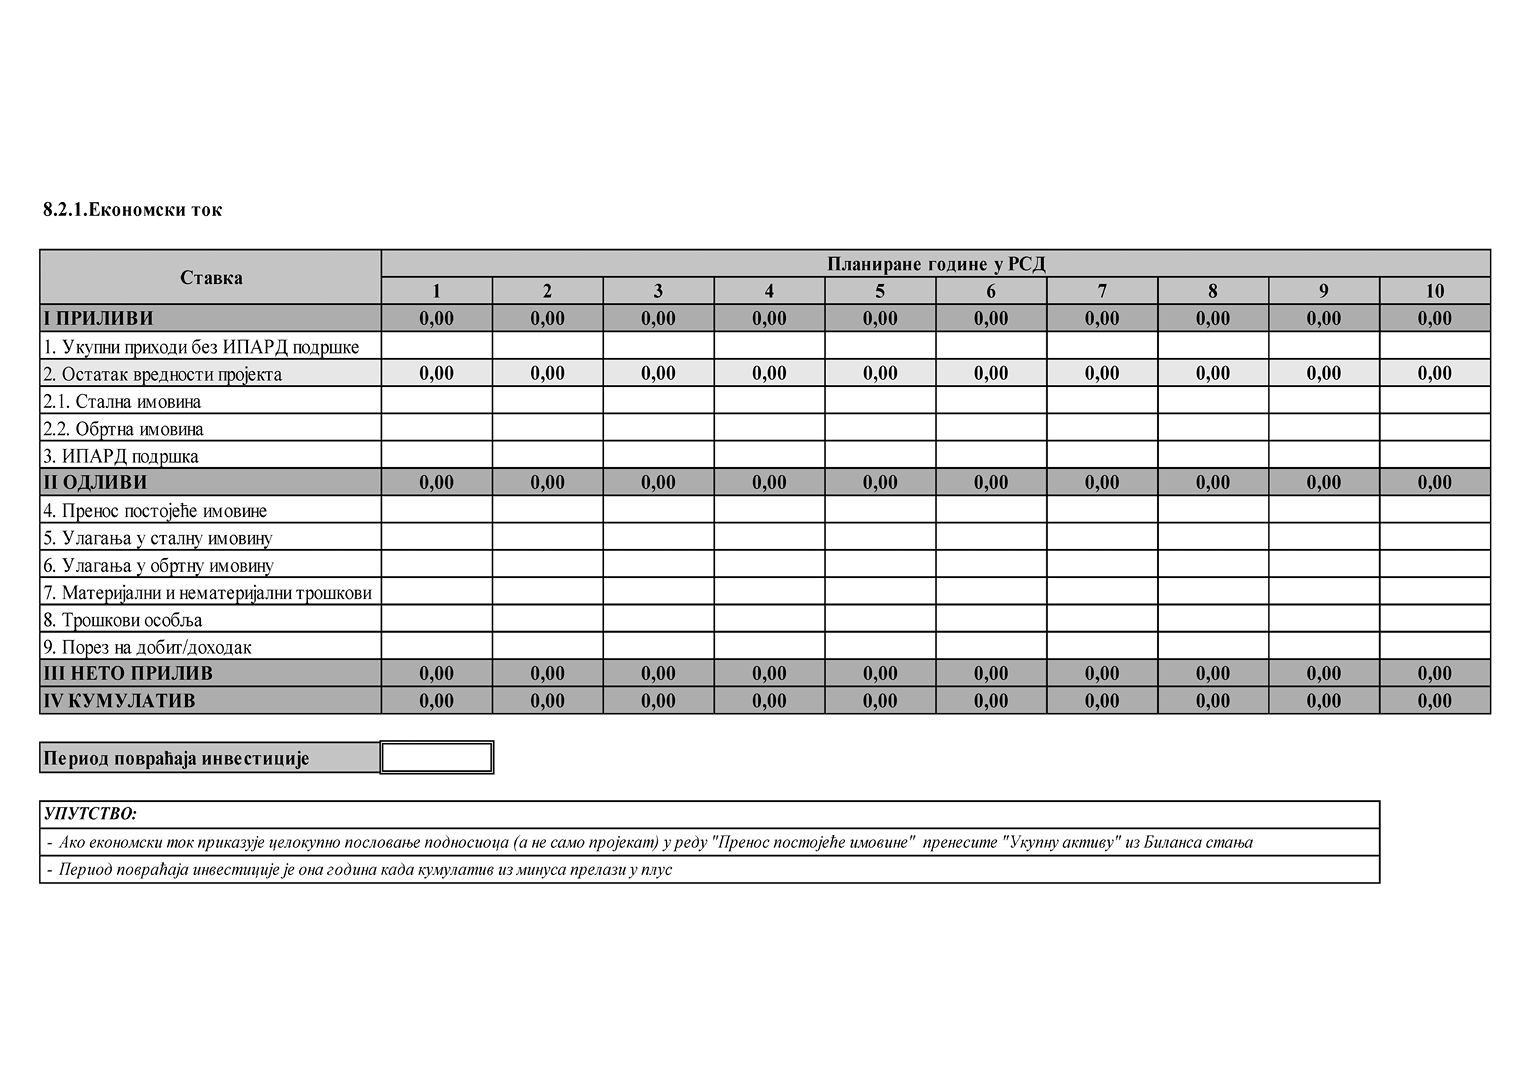 8.2.1.Економски ток
Ставка
Планиране године у РСД
1 2 3 4 5 6 7 8 9 10
I ПРИЛИВИ 0,00 0,00 0,00 0,00 0,00 0,00 0,00 0,00 0,00 0,00
1. Укупни приходи без ИПАРД подршке
2. Остатак вредности пројекта 0,00 0,00 0,00 0,00 0,00 0,00 0,00 0,00 0,00 0,00
2.1. Стална имовина
2.2. Обртна имовина
3. ИПАРД подршка
II ОДЛИВИ 0,00 0,00 0,00 0,00 0,00 0,00 0,00 0,00 0,00 0,00
4. Пренос постојеће имовине
5. Улагања у сталну имовину
6. Улагања у обртну имовину
7. Материјални и нематеријални трошкови
8. Трошкови особља
9. Порез на добит/доходак
III НЕТО ПРИЛИВ 0,00 0,00 0,00 0,00 0,00 0,00 0,00 0,00 0,00 0,00
IV КУМУЛАТИВ 0,00 0,00 0,00 0,00 0,00 0,00 0,00 0,00 0,00 0,00
Период повраћаја инвестиције
УПУТСТВО:
- Ако економски ток приказује целокупно пословање подносиоца (а не само пројекат) у реду "Пренос постојеће имовине" пренесите "Укупну активу" из Биланса стања
- Период повраћаја инвестиције је она година када кумулатив из минуса прелази у плус